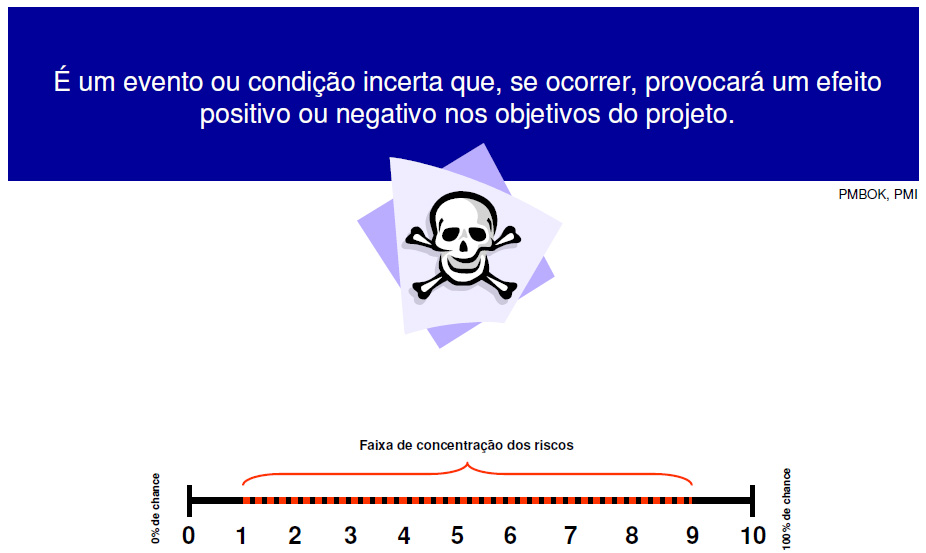 É um evento ou condição incerta que, se ocorrer, provocará um efeito
positivo ou negativo nos objetivos do projeto.
PMBOK, PMI
Faixa de concentração dos riscos
0% de chance
100% de chance
0 1 2 3 4 5 6 7 8 9 10